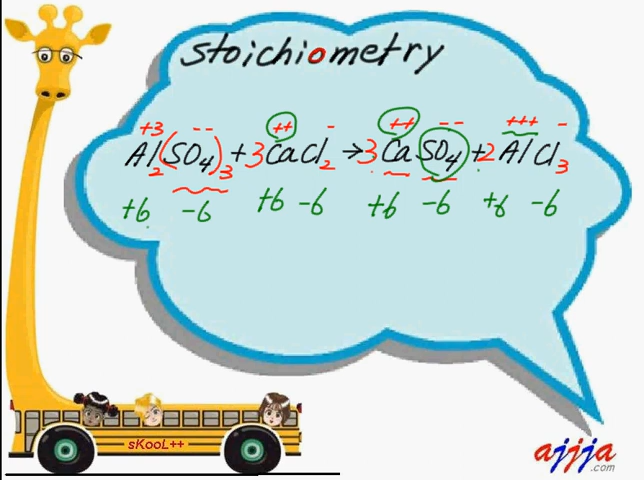 stoichiometry
+3 -- ++ - ++ -- +++ -
Al2(SO4)3 + 3CaCl2 → 3CaSO4 + 2AlCl3
+6 -6 +6 -6 +6 -6 +6 -6
sKooL++
ajjja
.com